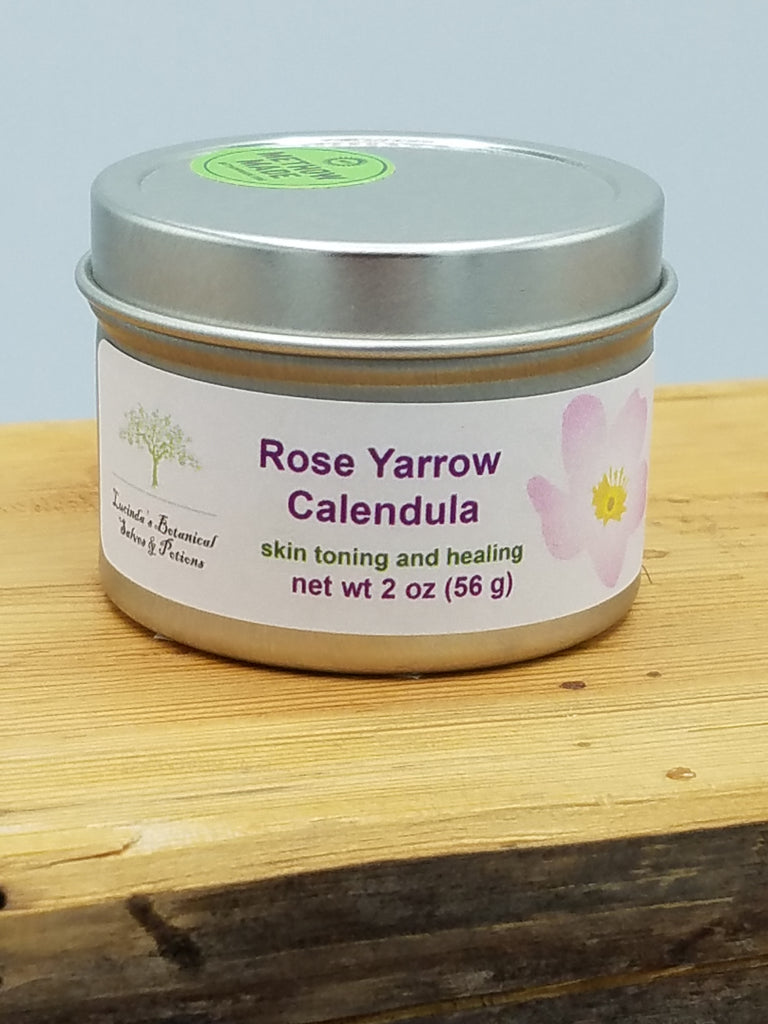 METHOW
MADE
Rose Yarrow
Calendula
skin toning and healing
net wt 2 oz (56 g)
Lucinda's Botanical
Salves & Potions